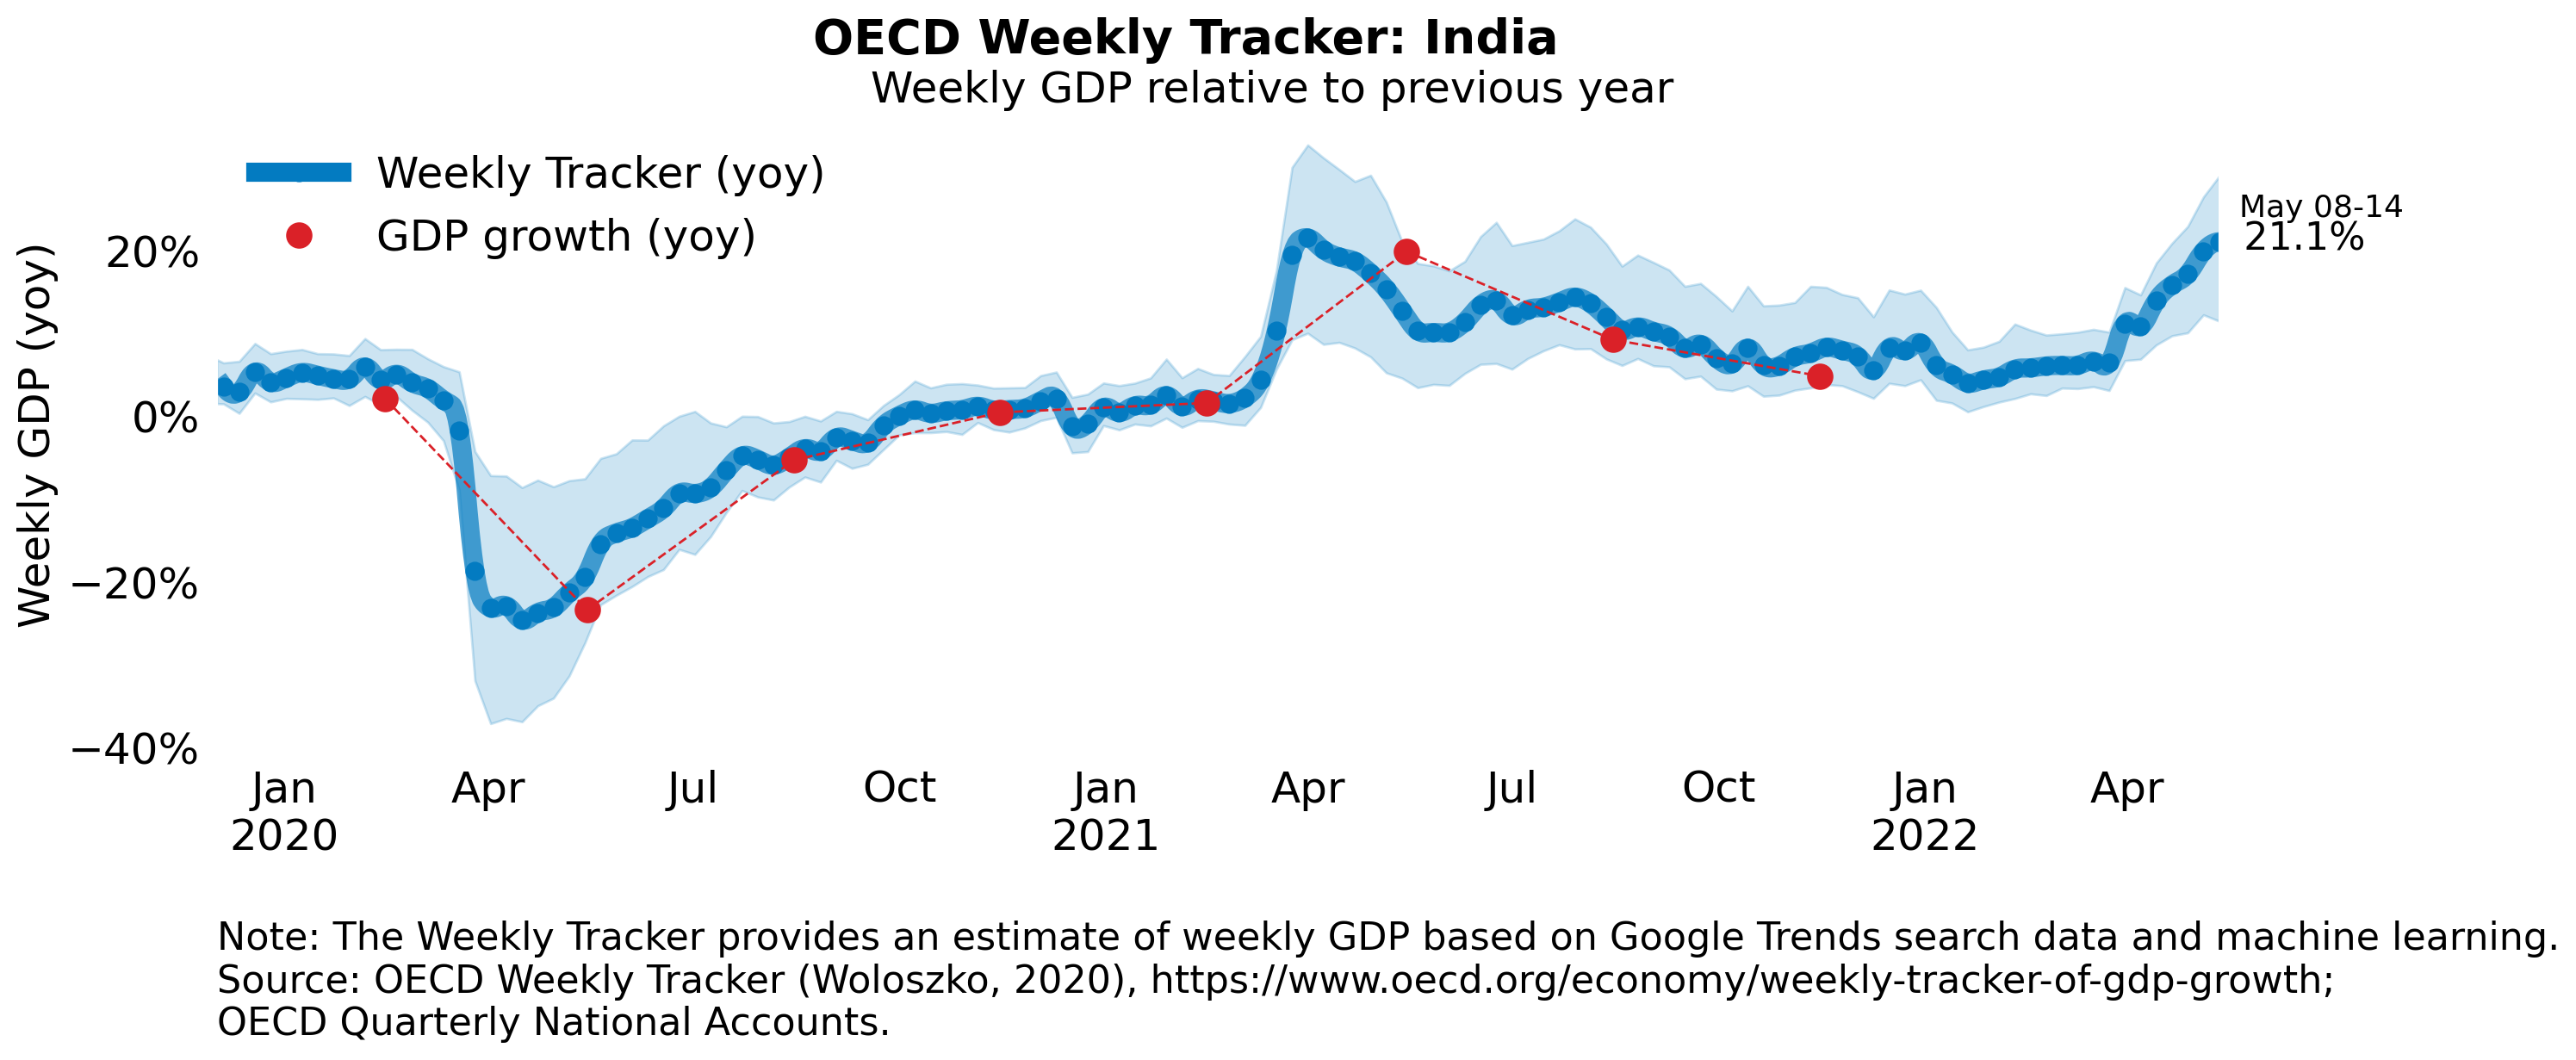 OECD Weekly Tracker: India
Weekly GDP relative to previous year
Weekly Tracker (yoy)
GDP growth (yoy)
May 08-14
21.1%
Weekly GDP (yoy)
20%
0%
−20%
−40%
Jan Apr Jul Oct Jan Apr Jul Oct Jan Apr
2020 2021 2022
Note: The Weekly Tracker provides an estimate of weekly GDP based on Google Trends search data and machine learning.
Source: OECD Weekly Tracker (Woloszko, 2020), https://www.oecd.org/economy/weekly-tracker-of-gdp-growth;
OECD Quarterly National Accounts.